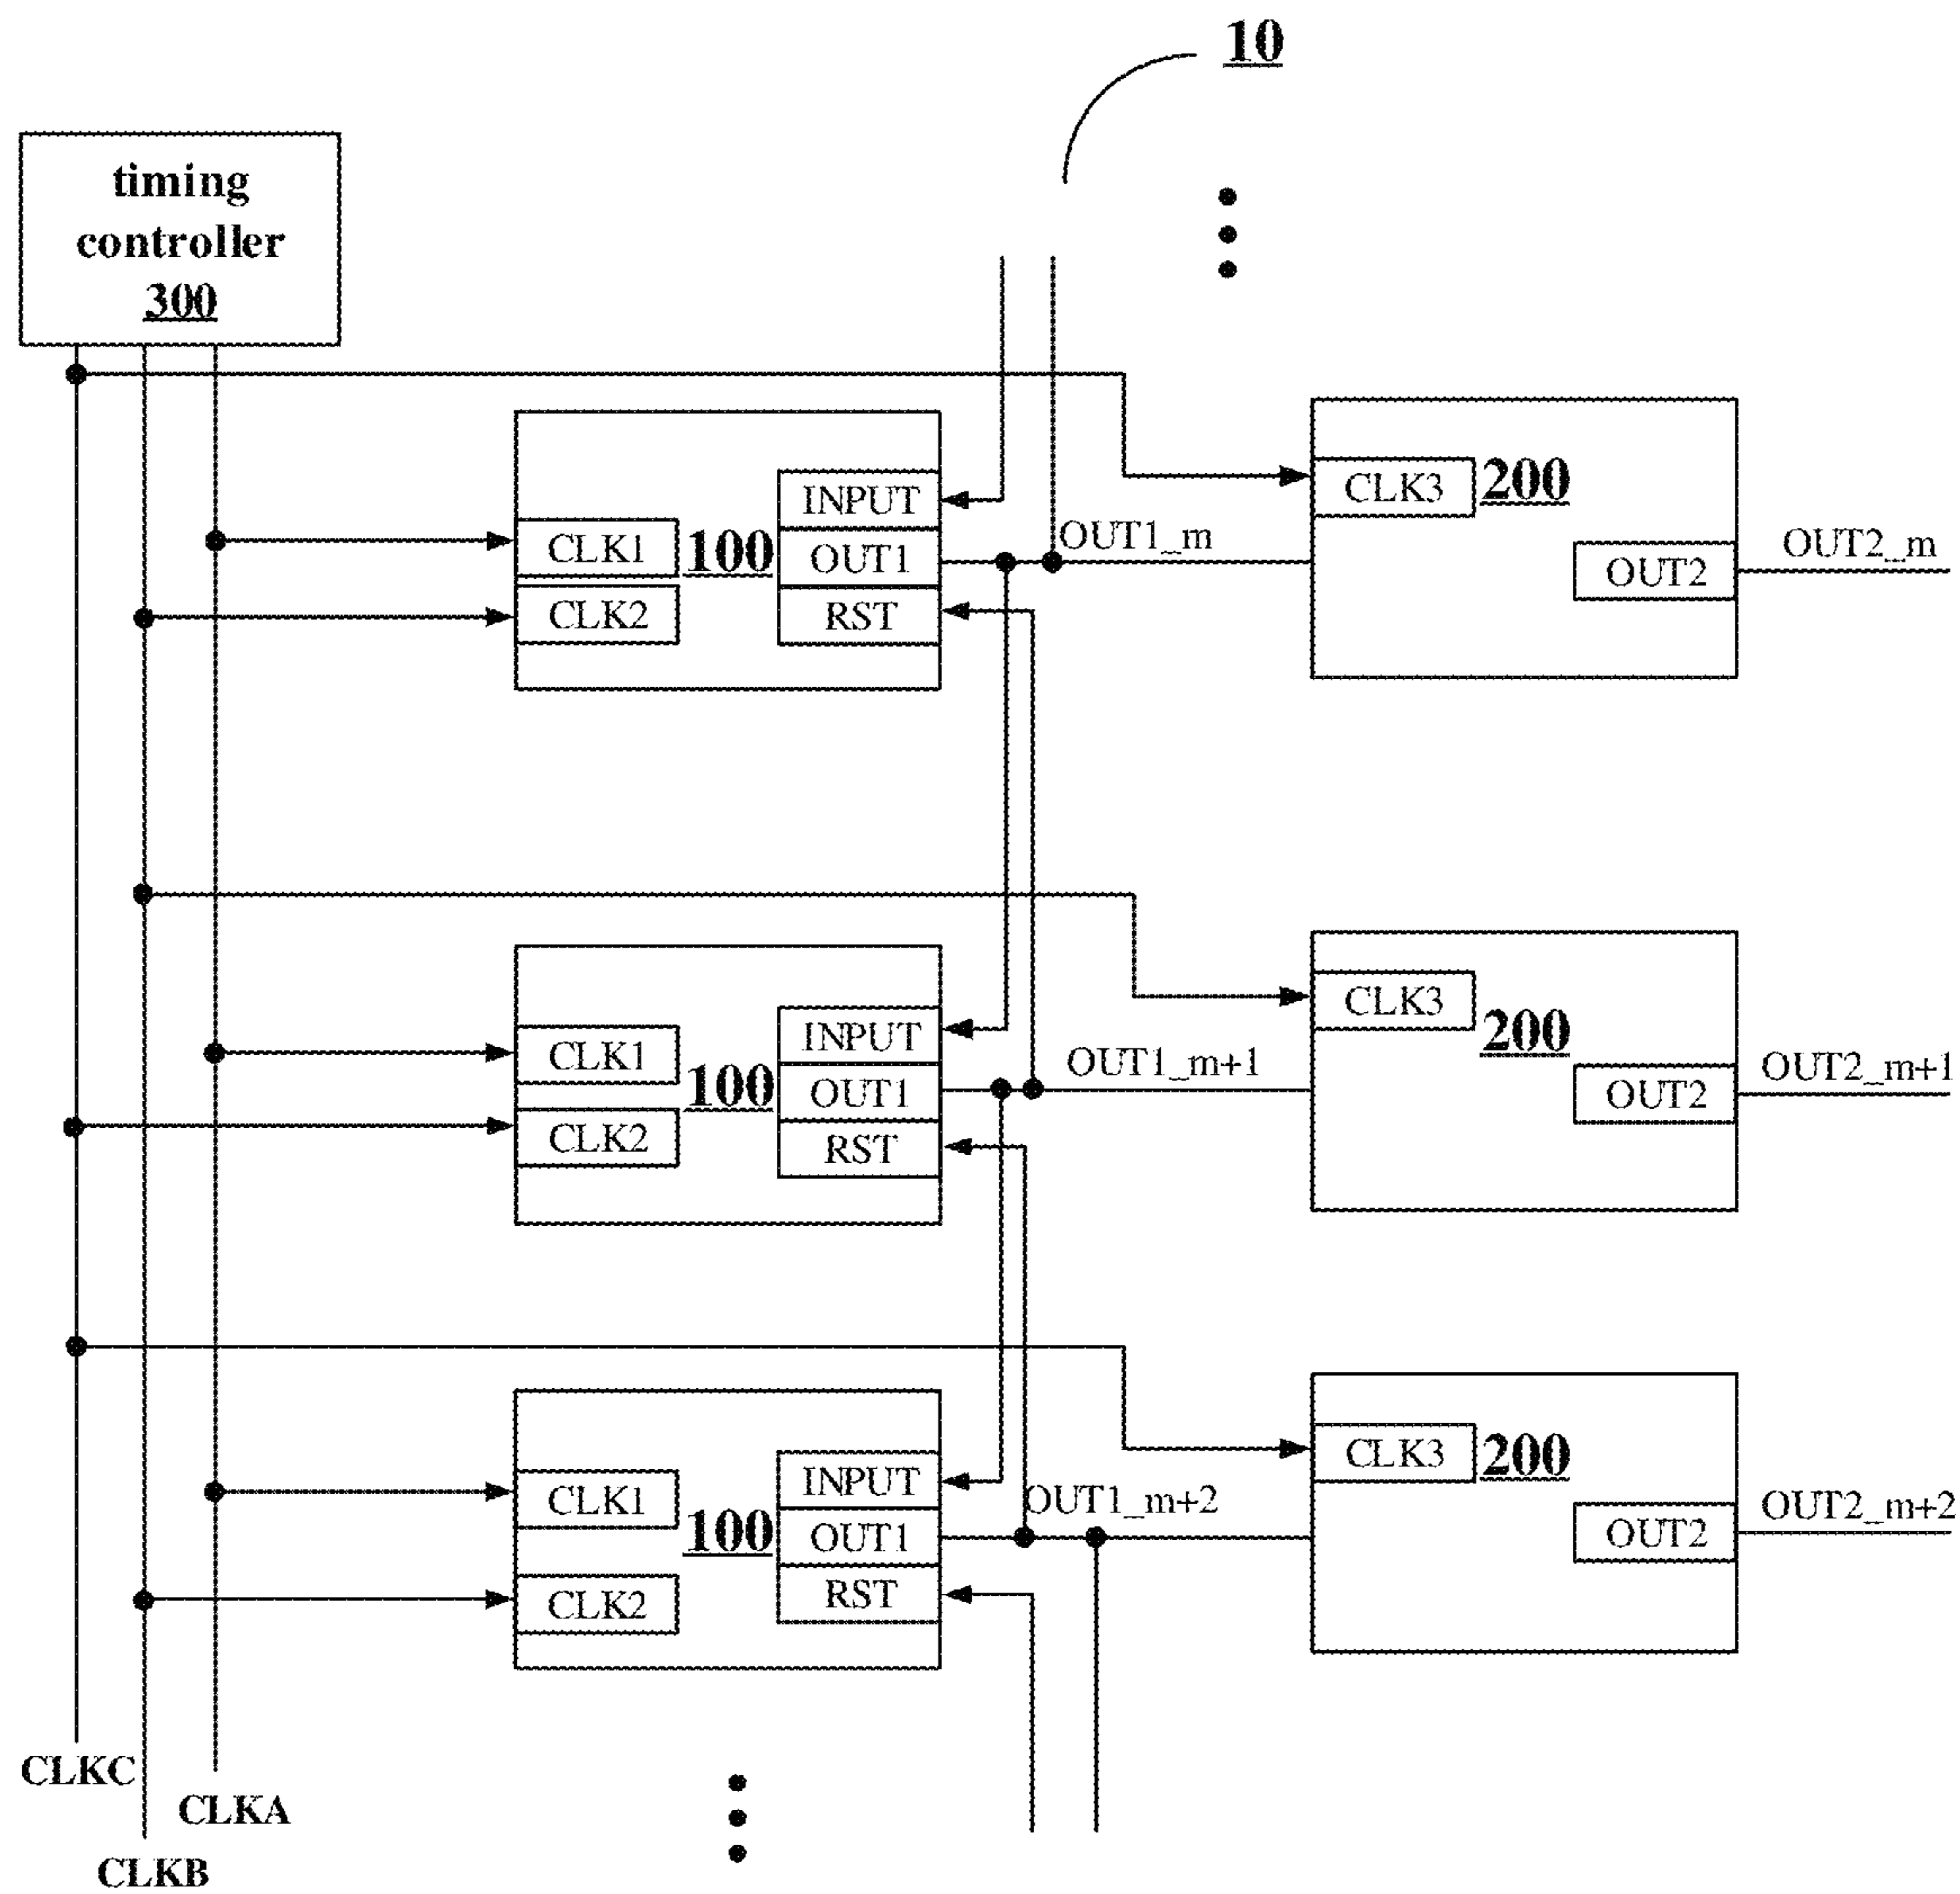 10
timing
controller
300
INPUT
CLK1
100
OUT1
CLK2
RST
OUT1_m
CLK3
200
OUT2
OUT2_m
INPUT
CLK1
100
OUT1
CLK2
RST
OUT1_m+1
CLK3
200
OUT2
OUT2_m+1
INPUT
CLK1
100
OUT1
CLK2
RST
OUT1_m+2
CLK3
200
OUT2
OUT2_m+2
CLKC
CLKA
CLKB